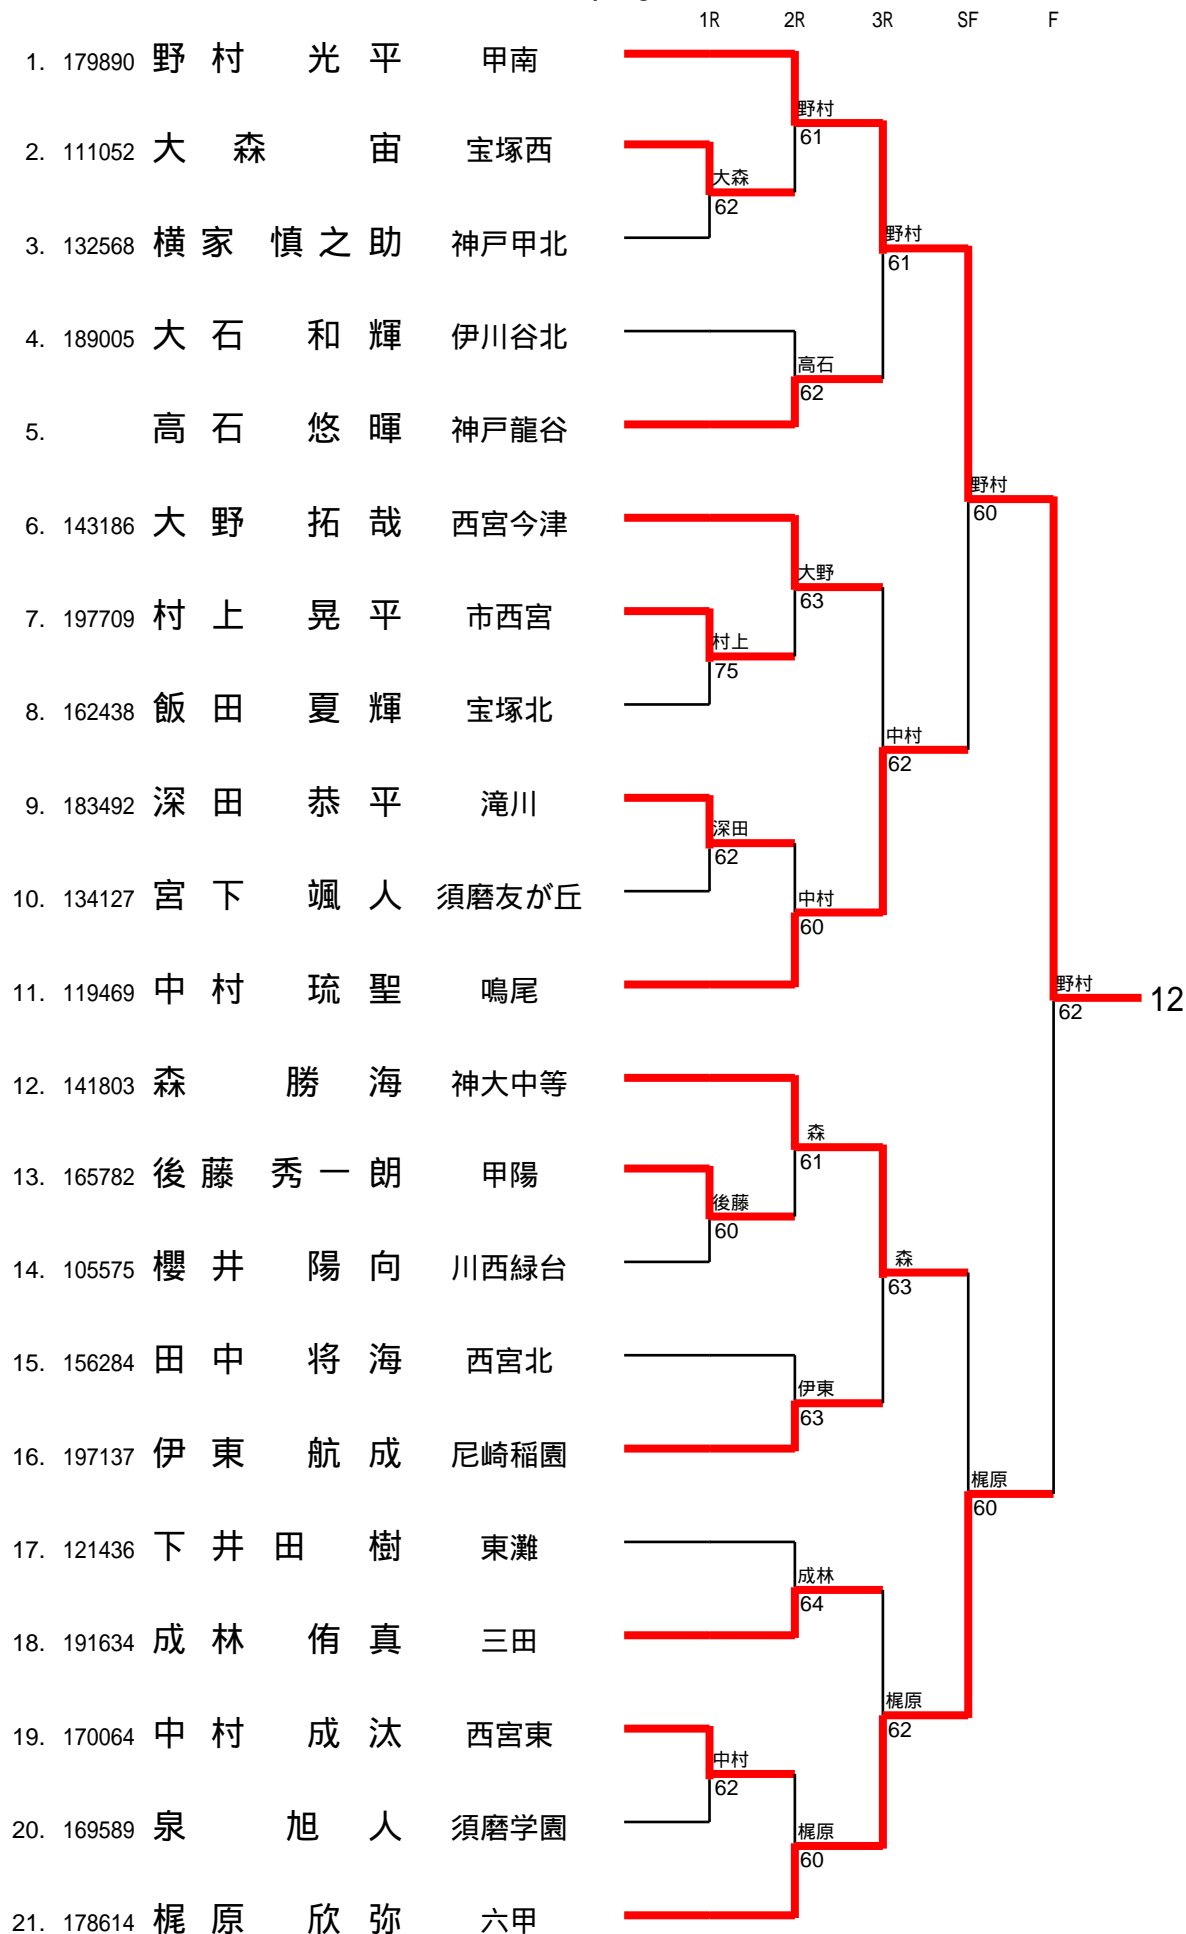 1R 2R 3R SF F
1. 179890 野村 光平 甲南
野村
61
2. 111052 大森 宙 宝塚西
大森
62
3. 132568 横家 慎之助 神戸甲北
野村
61
4. 189005 大石 和輝 伊川谷北
高石
62
5. 高石 悠暉 神戸龍谷
野村
60
6. 143186 大野 拓哉 西宮今津
大野
63
7. 197709 村上 晃平 市西宮
村上
75
8. 162438 飯田 夏輝 宝塚北
中村
62
9. 183492 深田 恭平 滝川
深田
62
10. 134127 宮下 颯人 須磨友が丘
中村
60
11. 119469 中村 琉聖 鳴尾
野村
62
12
12. 141803 森 勝海 神大中等
森
61
13. 165782 後藤 秀一朗 甲陽
後藤
60
14. 105575 櫻井 陽向 川西緑台
森
63
15. 156284 田中 将海 西宮北
伊東
63
16. 197137 伊東 航成 尼崎稲園
梶原
60
17. 121436 下井田 樹 東灘
成林
64
18. 191634 成林 侑真 三田
梶原
62
19. 170064 中村 成汰 西宮東
中村
62
20. 169589 泉 旭人 須磨学園
梶原
60
21. 178614 梶原 欣弥 六甲